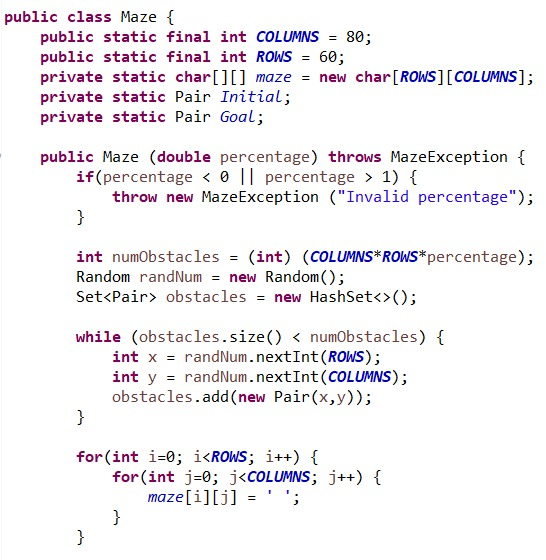 public class Maze {
    public static final int COLUMNS = 80;
    public static final int ROWS = 60;
    private static char[][] maze = new char[ROWS][COLUMNS];
    private static Pair Initial;
    private static Pair Goal;

    public Maze (double percentage) throws MazeException {
        if(percentage < 0 || percentage > 1) {
            throw new MazeException ("Invalid percentage");
        }

        int numObstacles = (int) (COLUMNS*ROWS*percentage);
        Random randNum = new Random();
        Set<Pair> obstacles = new HashSet<>();

        while (obstacles.size() < numObstacles) {
            int x = randNum.nextInt(ROWS);
            int y = randNum.nextInt(COLUMNS);
            obstacles.add(new Pair(x,y));
        }

        for(int i=0; i<ROWS; i++) {
            for(int j=0; j<COLUMNS; j++) {
                maze[i][j] = ' ';
            }
        }